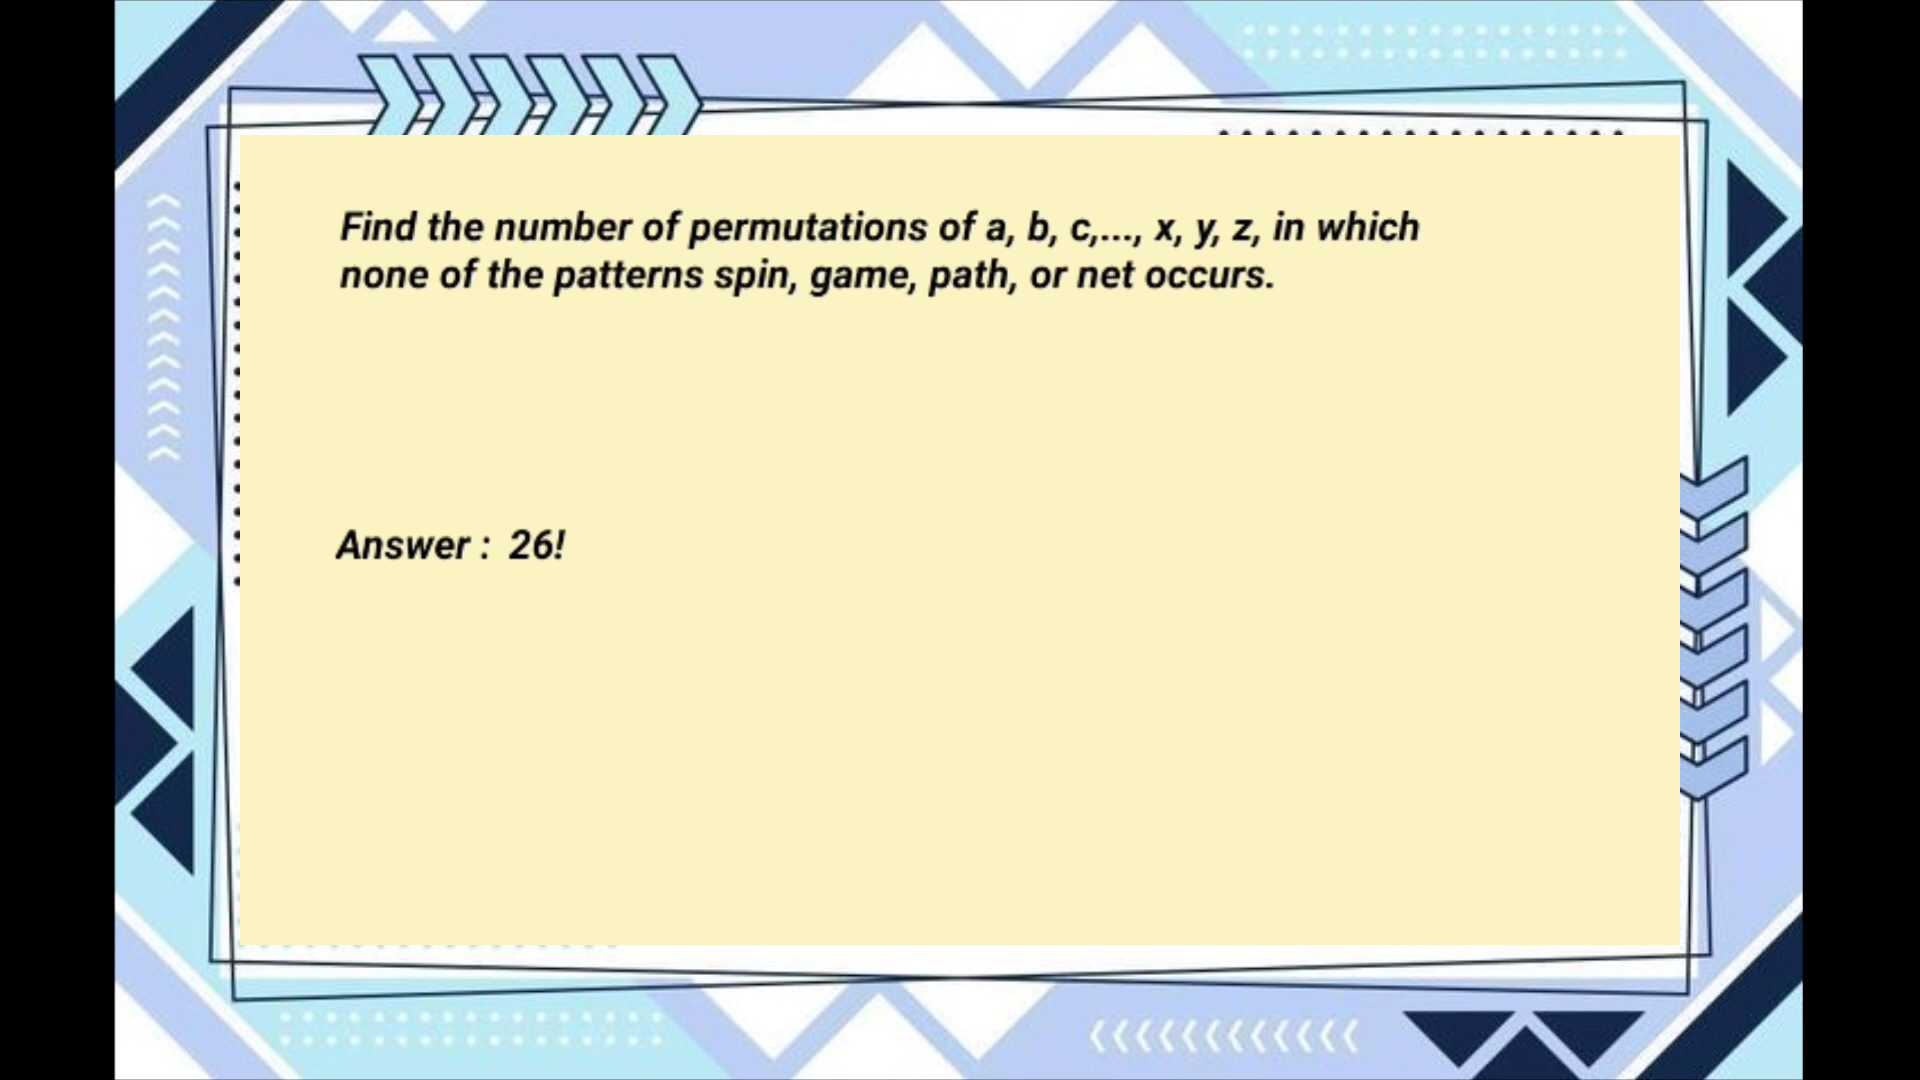 Find the number of permutations of a, b, c,..., x, y, z, in which
none of the patterns spin, game, path, or net occurs.
Answer : 26!